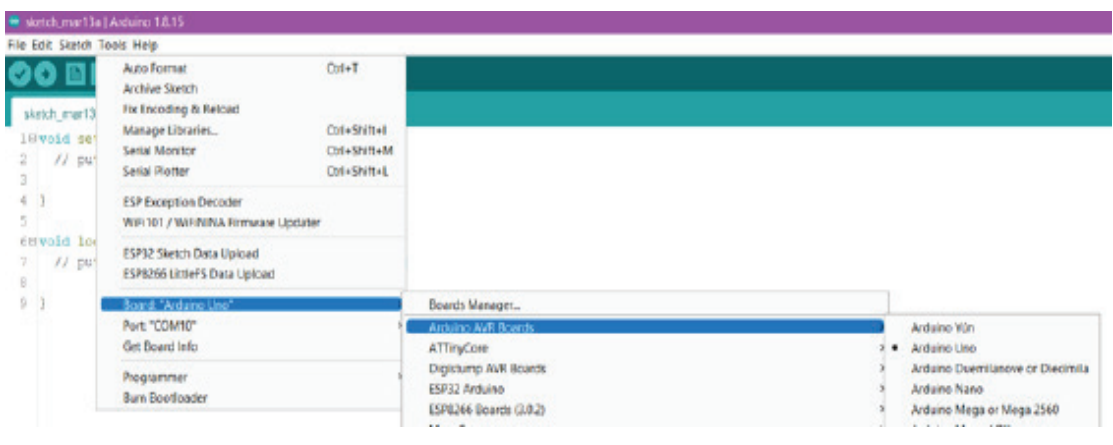 sketch_mar13a | Arduino 1.8.15
File Edit Sketch Tools Help
sketch_mar13
Auto Format Ctrl+T
Archive Sketch
Fix Encoding & Reload
Manage Libraries... Ctrl+Shift+I
Serial Monitor Ctrl+Shift+M
Serial Plotter Ctrl+Shift+L
ESP Exception Decoder
WiFi101 / WiFiNINA Firmware Updater
ESP32 Sketch Data Upload
ESP8266 LittleFS Data Upload
Board: "Arduino Uno"
Port: "COM10"
Get Board Info
Programmer
Burn Bootloader
1 void se
2 // pu
3
4 }
5
6 void loo
7 // pu
8
9 }
Boards Manager...
Arduino AVR Boards
ATTinyCore
Digistump AVR Boards
ESP32 Arduino
ESP8266 Boards (3.0.2)
Arduino Yún
Arduino Uno
Arduino Duemilanove or Diecimila
Arduino Nano
Arduino Mega or Mega 2560